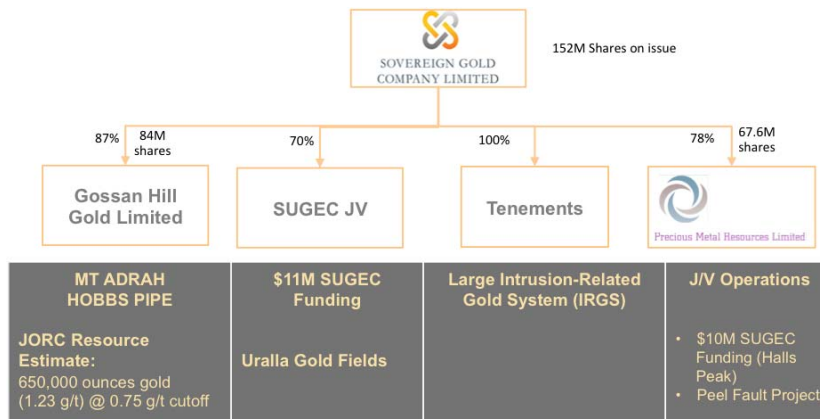 SOVEREIGN GOLD
COMPANY LIMITED
152M Shares on issue
87%
84M
shares
70%
100%
78%
67.6M
shares
Gossan Hill
Gold Limited
SUGEC JV
Tenements
Precious Metal Resources Limited
MT ADRAH
HOBBS PIPE
JORC Resource
Estimate:
650,000 ounces gold
(1.23 g/t) @ 0.75 g/t cutoff
$11M SUGEC
Funding
Uralla Gold Fields
Large Intrusion-Related
Gold System (IRGS)
J/V Operations
• $10M SUGEC
Funding (Halls
Peak)
• Peel Fault Project